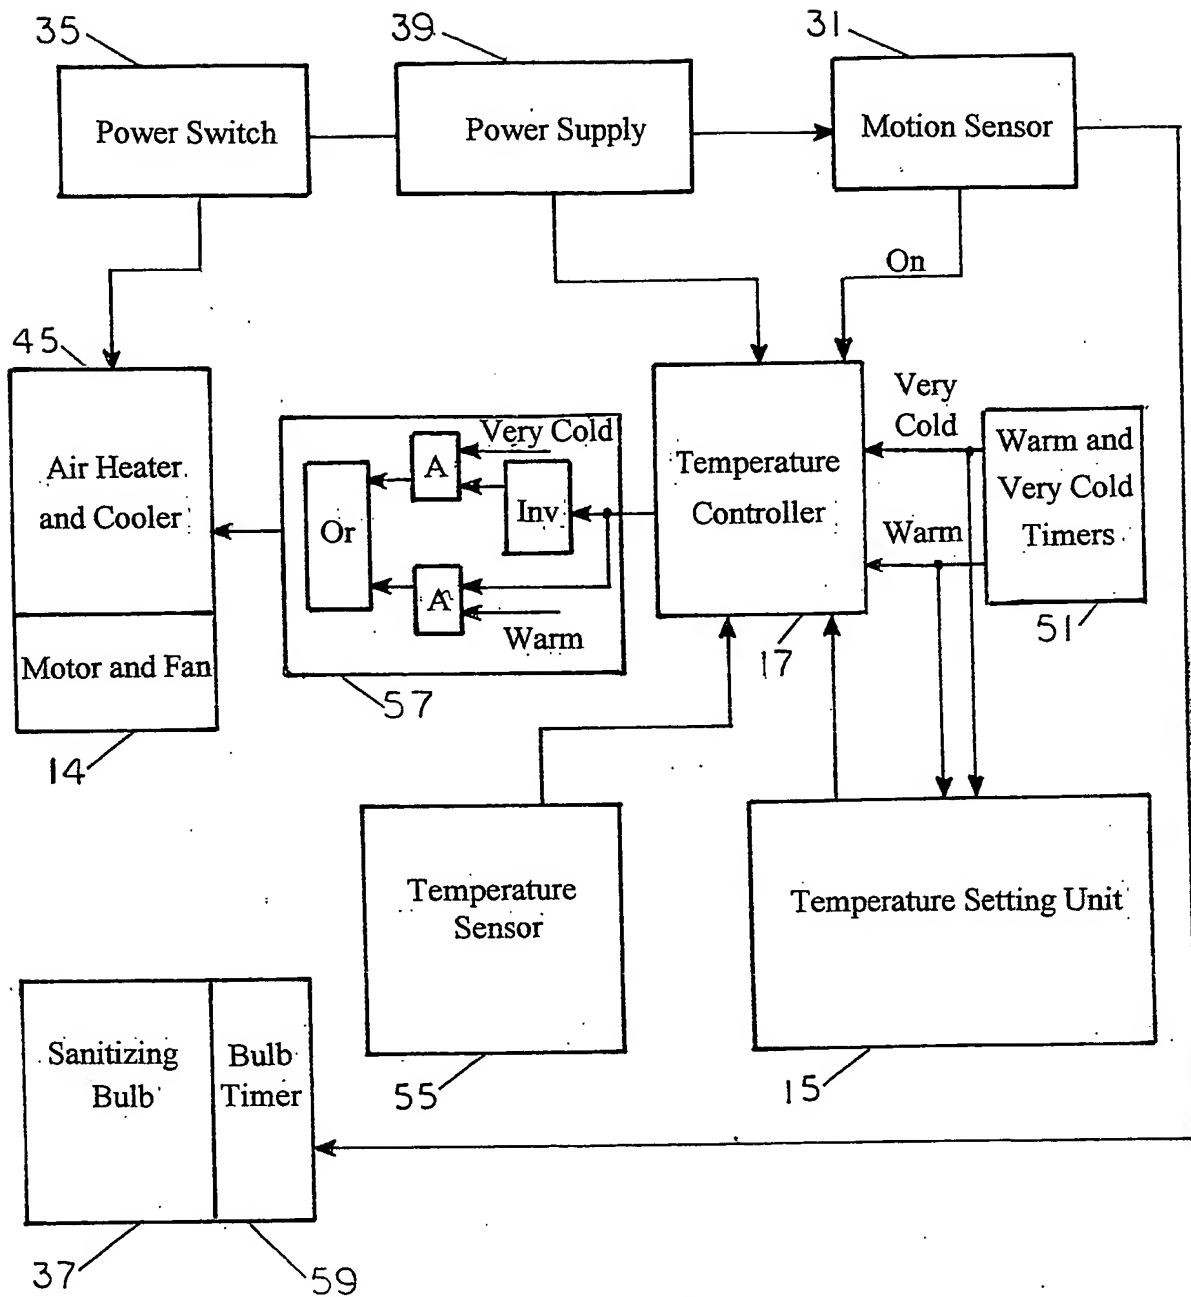 35
39
31
Power Switch
Power Supply
Motion Sensor
On
45
Air Heater
and Cooler
Motor and Fan
14
Very Cold
A
Or
Inv
A
Warm
57
Temperature
Controller
17
Very
Cold
Warm
Warm and
Very Cold
Timers
51
Temperature
Sensor
55
Temperature Setting Unit
15
Sanitizing
Bulb
Bulb
Timer
37
59